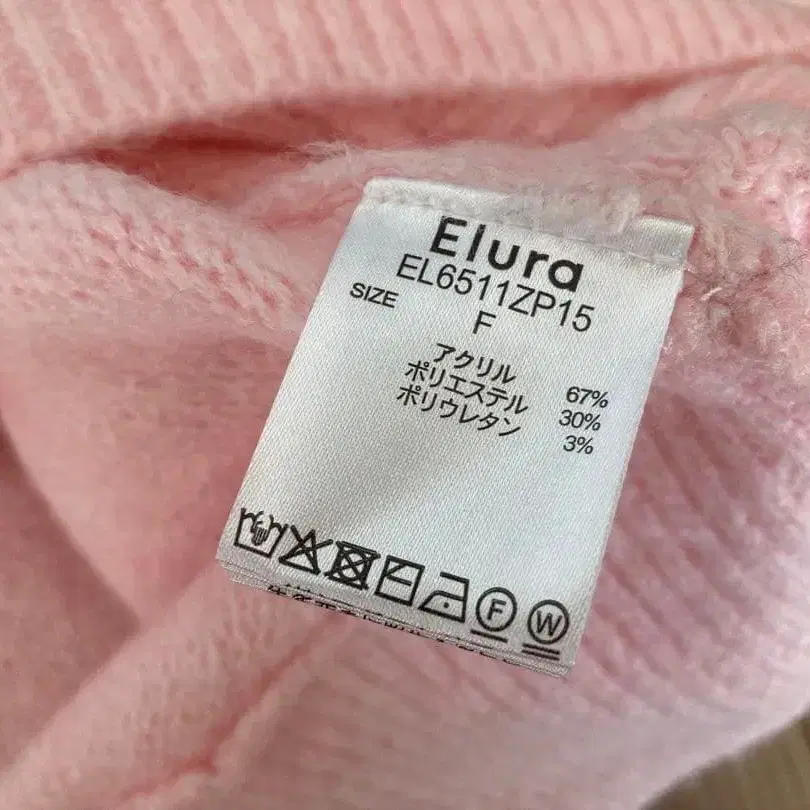 Elura
EL6511ZP15
SIZE
F
アクリル 67%
ポリエステル 30%
ポリウレタン 3%
F
W